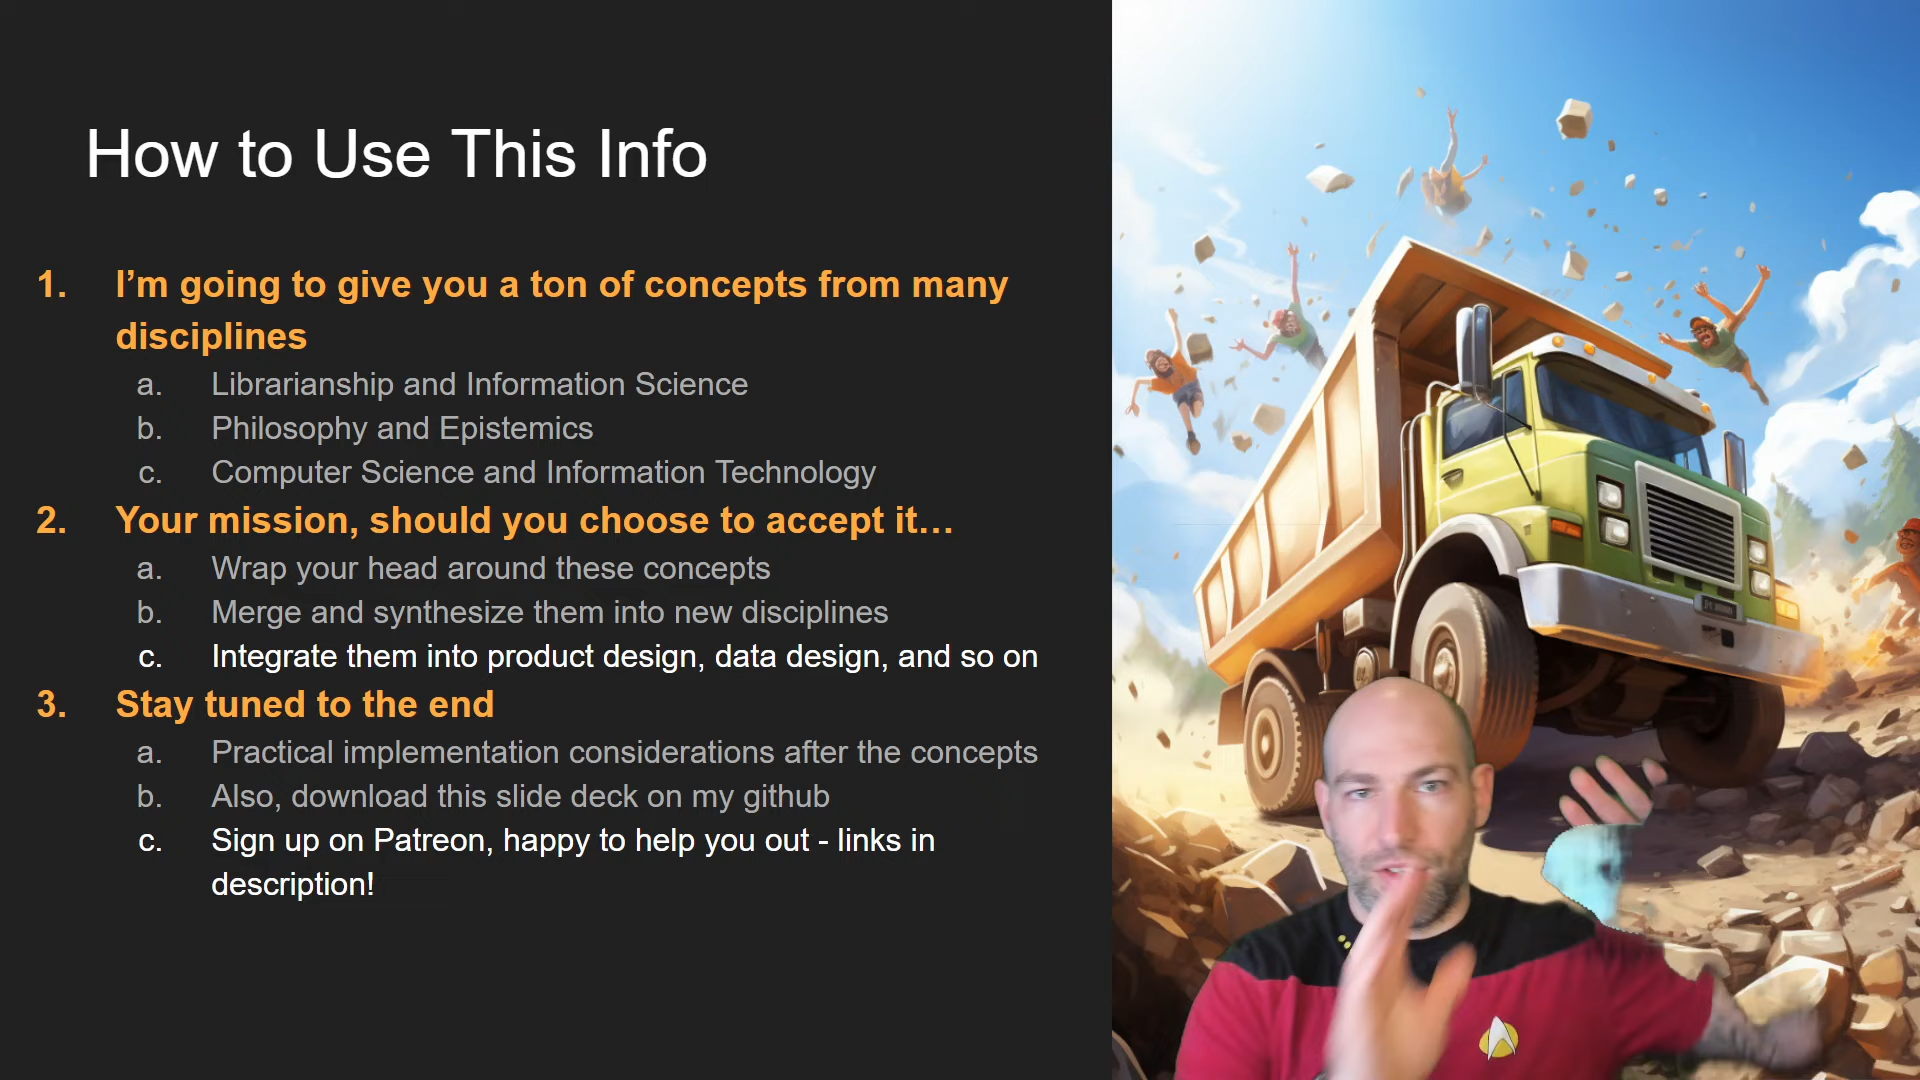 How to Use This Info
1. I’m going to give you a ton of concepts from many
disciplines
a. Librarianship and Information Science
b. Philosophy and Epistemics
c. Computer Science and Information Technology
2. Your mission, should you choose to accept it…
a. Wrap your head around these concepts
b. Merge and synthesize them into new disciplines
c. Integrate them into product design, data design, and so on
3. Stay tuned to the end
a. Practical implementation considerations after the concepts
b. Also, download this slide deck on my github
c. Sign up on Patreon, happy to help you out - links in
description!